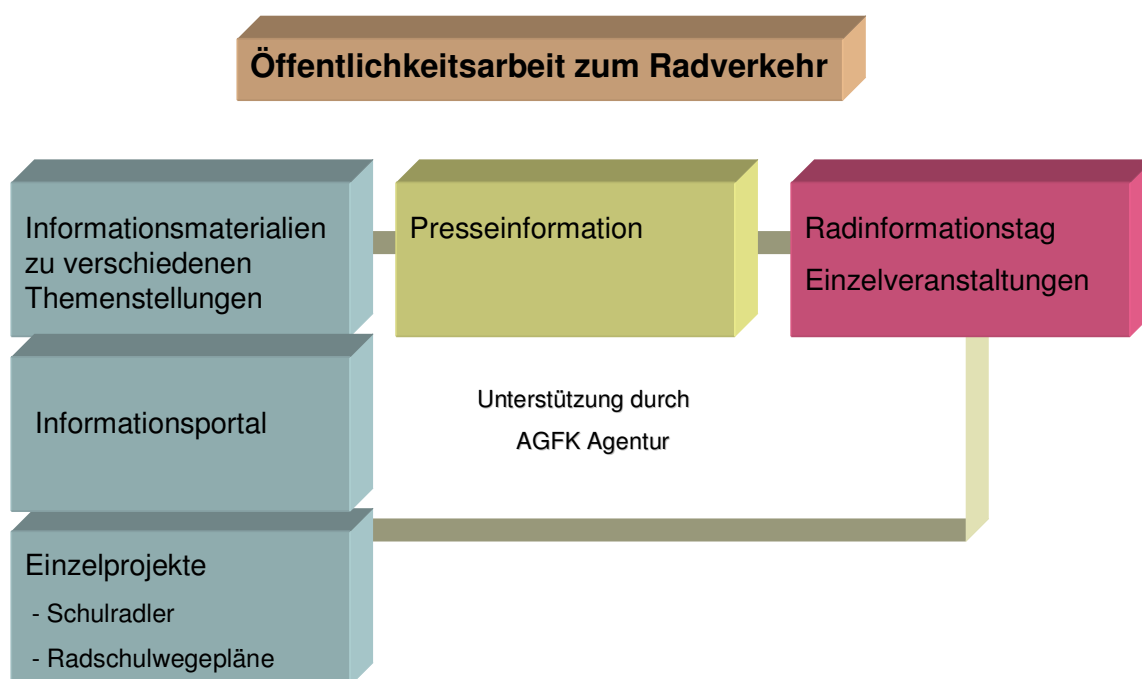 Öffentlichkeitsarbeit zum Radverkehr
Informationsmaterialien
zu verschiedenen
Themenstellungen
Presseinformation
Radinformationstag
Einzelveranstaltungen
Informationsportal
Unterstützung durch
AGFK Agentur
Einzelprojekte
- Schulradler
- Radschulwegepläne